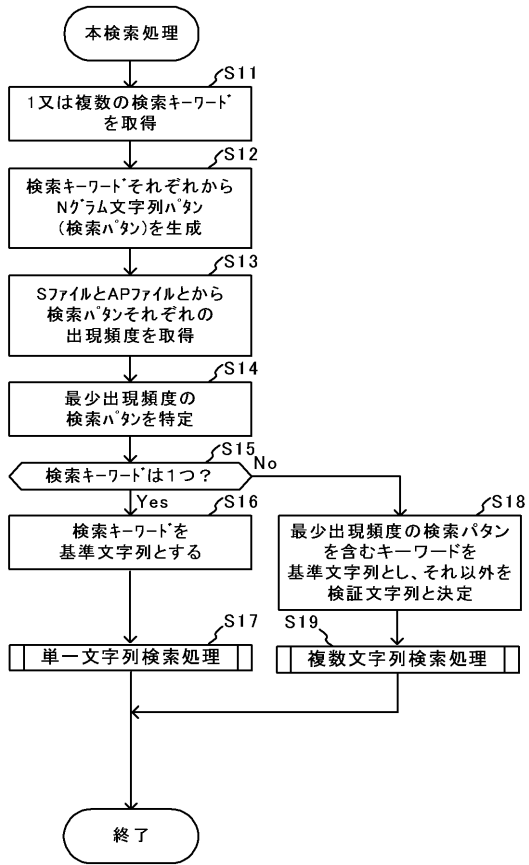 本検索処理
S11
1又は複数の検索ｷｰﾜｰﾄﾞ
を取得
S12
検索ｷｰﾜｰﾄﾞそれぞれから
Nｸﾞﾗﾑ文字列ﾊﾟﾀﾝ
(検索ﾊﾟﾀﾝ)を生成
S13
SﾌｧｲﾙとAPﾌｧｲﾙとから
検索ﾊﾟﾀﾝそれぞれの
出現頻度を取得
S14
最少出現頻度の
検索ﾊﾟﾀﾝを特定
S15
検索ｷｰﾜｰﾄﾞは1つ?
No
Yes
S16
検索ｷｰﾜｰﾄﾞを
基準文字列とする
S18
最少出現頻度の検索パタン
を含むキーワードを
基準文字列とし、それ以外を
検証文字列と決定
S17
単一文字列検索処理
S19
複数文字列検索処理
終了